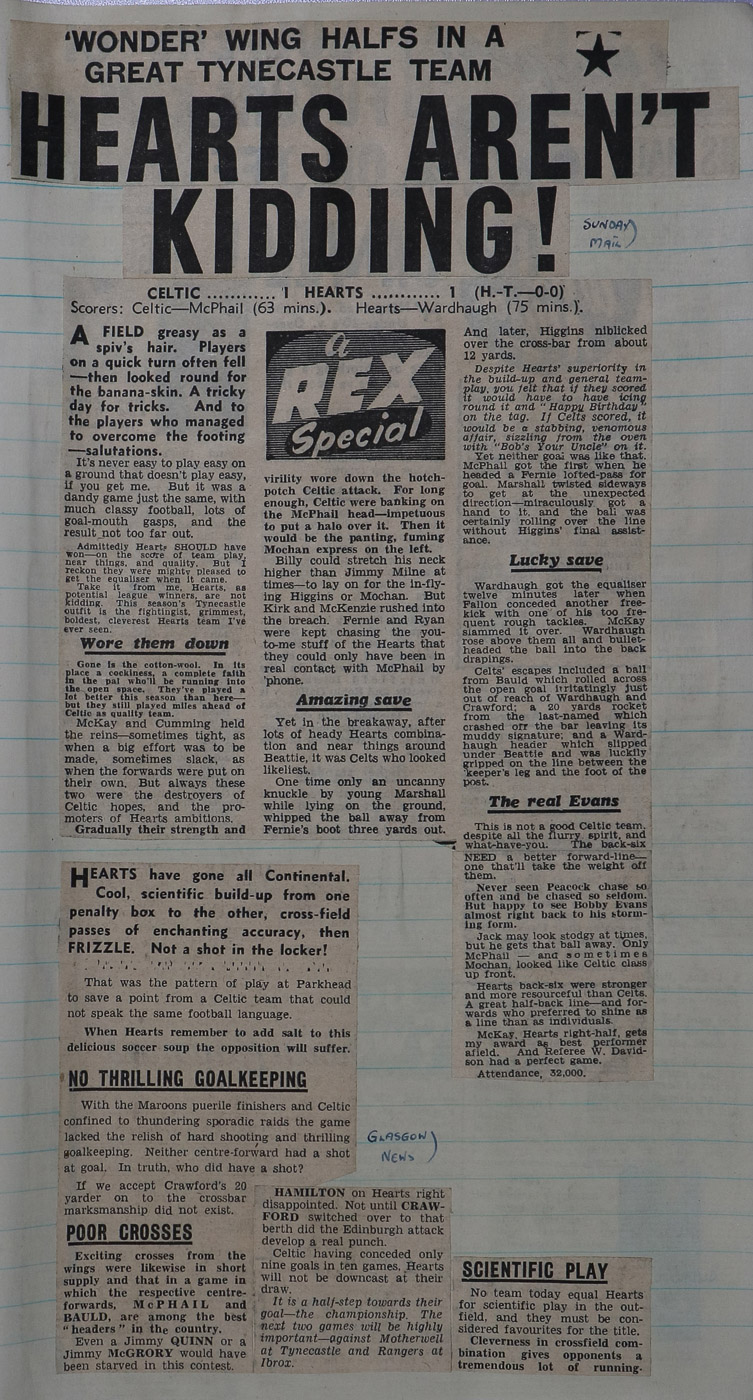 'WONDER' WING HALFS IN A
GREAT TYNECASTLE TEAM
HEARTS AREN'T
KIDDING!
SUNDAY
MAIL
CELTIC ............ 1 HEARTS ............ 1 (H.-T.—0-0)
Scorers: Celtic—McPhail (63 mins.). Hearts—Wardhaugh (75 mins.).
A FIELD greasy as a
spiv's hair. Players
on a quick turn often fell
—then looked round for
the banana-skin. A tricky
day for tricks. And to
the players who managed
to overcome the footing
—salutations.
It's never easy to play easy on
a ground that doesn't play easy,
if you get me. But it was a
dandy game just the same, with
much classy football, lots of
goal-mouth gasps, and the
result not too far out.
Admittedly Hearts SHOULD have
won—on the score of team play,
near things, and quality. But I
reckon they were mighty pleased to
get the equaliser when it came.
Take it from me, Hearts, as
potential league winners, are not
kidding. This season's Tynecastle
outfit is the fightingist, grimmest,
boldest, cleverest Hearts team I've
ever seen.
Wore them down
Gone is the cotton-wool. In its
place a cockiness, a complete faith
in the pal who'll be running into
the open space. They've played a
lot better this season than here—
but they still played miles ahead of
Celtic as quality team.
McKay and Cumming held
the reins—sometimes tight, as
when a big effort was to be
made, sometimes slack, as
when the forwards were put on
their own. But always these
two were the destroyers of
Celtic hopes, and the pro-
moters of Hearts ambitions.
Gradually their strength and
a
REX
Special
virility wore down the hotch-
potch Celtic attack. For long
enough, Celtic were banking on
the McPhail head—impetuous
to put a halo over it. Then it
would be the panting, fuming
Mochan express on the left.
Billy could stretch his neck
higher than Jimmy Milne at
times—to lay on for the in-fly-
ing Higgins or Mochan. But
Kirk and McKenzie rushed into
the breach. Fernie and Ryan
were kept chasing the you-
to-me stuff of the Hearts that
they could only have been in
real contact with McPhail by
'phone.
Amazing save
Yet in the breakaway, after
lots of heady Hearts combina-
tion and near things around
Beattie, it was Celts who looked
likeliest.
One time only an uncanny
knuckle by young Marshall
while lying on the ground,
whipped the ball away from
Fernie's boot three yards out.
And later, Higgins niblicked
over the cross-bar from about
12 yards.
Despite Hearts' superiority in
the build-up and general team-
play, you felt that if they scored
it would have to have icing
round it and "Happy Birthday"
on the tag. If Celts scored, it
would be a stabbing, venomous
affair, sizzling from the oven
with "Bob's Your Uncle" on it.
Yet neither goal was like that.
McPhail got the first when he
headed a Fernie lofted-pass for
goal. Marshall twisted sideways
to get at the unexpected
direction—miraculously got a
hand to it, and the ball was
certainly rolling over the line
without Higgins' final assist-
ance.
Lucky save
Wardhaugh got the equaliser
twelve minutes later when
Fallon conceded another free-
kick with one of his too fre-
quent rough tackles. McKay
slammed it over. Wardhaugh
rose above them all and bullet-
headed the ball into the back
drapings.
Celts' escapes included a ball
from Bauld which rolled across
the open goal irritatingly just
out of reach of Wardhaugh and
Crawford; a 20 yards rocket
from the last-named which
crashed off the bar leaving its
muddy signature; and a Ward-
haugh header which slipped
under Beattie and was luckily
gripped on the line between the
'keeper's leg and the foot of the
post.
The real Evans
This is not a good Celtic team,
despite all the flurry, spirit, and
what-have-you. The back-six
NEED a better forward-line—
one that'll take the weight off
them.
Never seen Peacock chase so
often and be chased so seldom.
But happy to see Bobby Evans
almost right back to his storm-
ing form.
Jack may look stodgy at times,
but he gets that ball away. Only
McPhail — and sometimes
Mochan, looked like Celtic class
up front.
Hearts back-six were stronger
and more resourceful than Celts.
A great half-back line—and for-
wards who preferred to shine as
a line than as individuals.
McKay, Hearts right-half, gets
my award as best performer
afield. And Referee W. David-
son had a perfect game.
Attendance, 32,000.
HEARTS have gone all Continental.
Cool, scientific build-up from one
penalty box to the other, cross-field
passes of enchanting accuracy, then
FRIZZLE. Not a shot in the locker!
That was the pattern of play at Parkhead
to save a point from a Celtic team that could
not speak the same football language.
When Hearts remember to add salt to this
delicious soccer soup the opposition will suffer.
NO THRILLING GOALKEEPING
With the Maroons puerile finishers and Celtic
confined to thundering sporadic raids the game
lacked the relish of hard shooting and thrilling
goalkeeping. Neither centre-forward had a shot
at goal. In truth, who did have a shot?
GLASGOW
NEWS
If we accept Crawford's 20
yarder on to the crossbar
marksmanship did not exist.
POOR CROSSES
Exciting crosses from the
wings were likewise in short
supply and that in a game in
which the respective centre-
forwards, McPHAIL and
BAULD, are among the best
"headers" in the country.
Even a Jimmy QUINN or a
Jimmy McGRORY would have
been starved in this contest.
HAMILTON on Hearts right
disappointed. Not until CRAW-
FORD switched over to that
berth did the Edinburgh attack
develop a real punch.
Celtic having conceded only
nine goals in ten games, Hearts
will not be downcast at their
draw.
It is a half-step towards their
goal—the championship. The
next two games will be highly
important—against Motherwell
at Tynecastle and Rangers at
Ibrox.
SCIENTIFIC PLAY
No team today equal Hearts
for scientific play in the out-
field, and they must be con-
sidered favourites for the title.
Cleverness in crossfield com-
bination gives opponents a
tremendous lot of running.